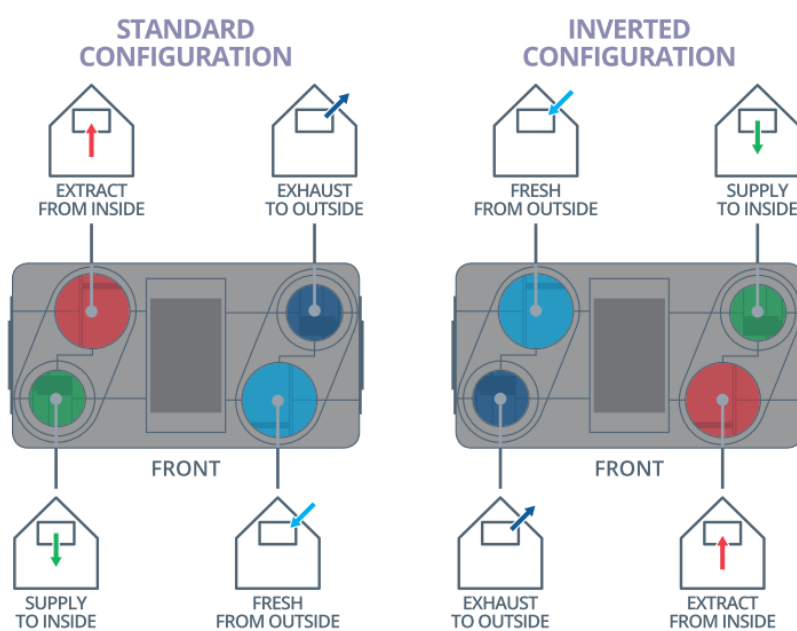 STANDARD
CONFIGURATION
EXTRACT
FROM INSIDE
EXHAUST
TO OUTSIDE
FRONT
SUPPLY
TO INSIDE
FRESH
FROM OUTSIDE
INVERTED
CONFIGURATION
FRESH
FROM OUTSIDE
SUPPLY
TO INSIDE
FRONT
EXHAUST
TO OUTSIDE
EXTRACT
FROM INSIDE